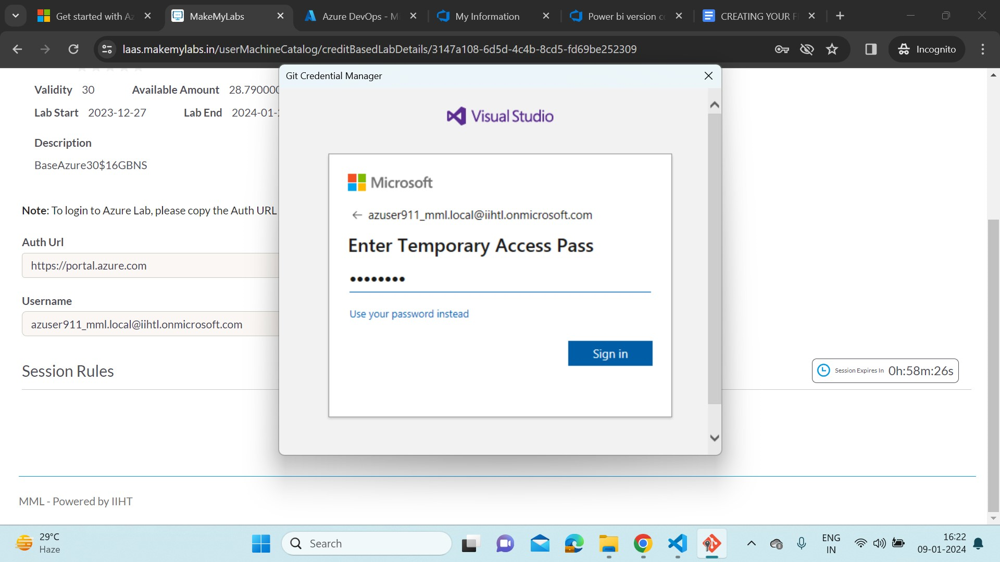 Get started with Az
MakeMyLabs
Azure DevOps - Mi
My Information
Power bi version co
CREATING YOUR F
laas.makemylabs.in/userMachineCatalog/creditBasedLabDetails/3147a108-6d5d-4c4b-8cd5-fd69be252309
Incognito
Git Credential Manager
Validity 30 Available Amount 28.790000
Lab Start 2023-12-27 Lab End 2024-01-
Visual Studio
Description
BaseAzure30$16GBNS
Microsoft
Note: To login to Azure Lab, please copy the Auth URL
azuser911_mml.local@iihtl.onmicrosoft.com
Auth Url
Enter Temporary Access Pass
https://portal.azure.com
••••••••
Username
Use your password instead
azuser911_mml.local@iihtl.onmicrosoft.com
Sign in
Session Rules
Session Expires In 0h:58m:26s
MML - Powered by IIHT
29°C
Haze
Search
ENG
IN
16:22
09-01-2024